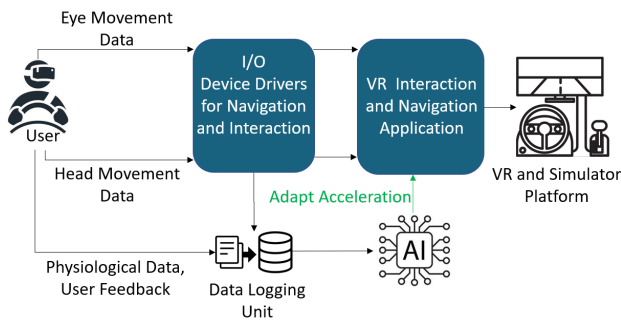 Eye Movement
Data
I/O
Device Drivers
for Navigation
and Interaction
VR Interaction
and Navigation
Application
User
Head Movement
Data
VR and Simulator
Platform
Adapt Acceleration
AI
Physiological Data,
User Feedback
Data Logging
Unit